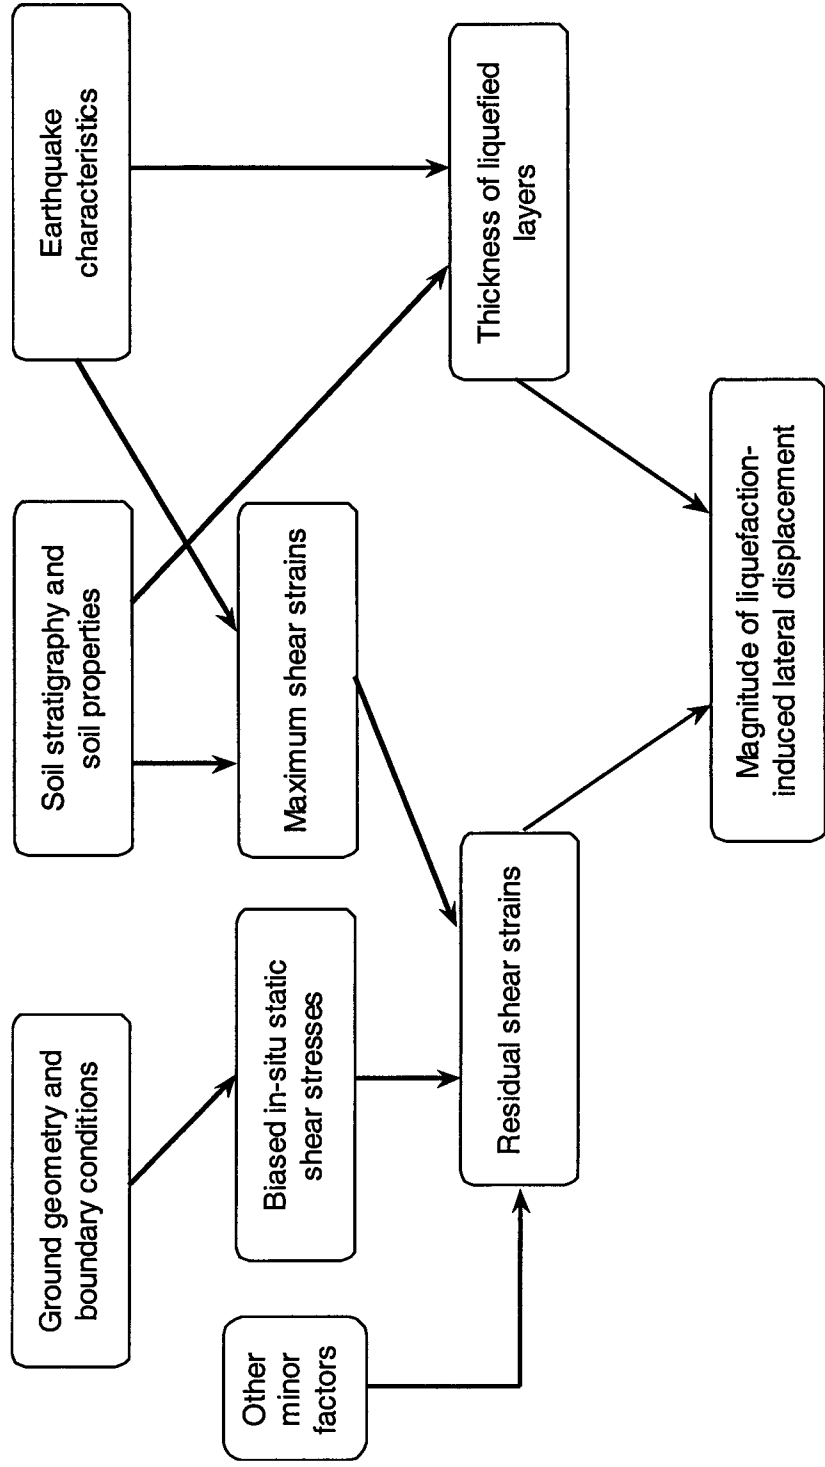 Ground geometry and
boundary conditions
Soil stratigraphy and
soil properties
Earthquake
characteristics
Other
minor
factors
Biased in-situ static
shear stresses
Maximum shear strains
Residual shear strains
Thickness of liquefied
layers
Magnitude of liquefaction-
induced lateral displacement